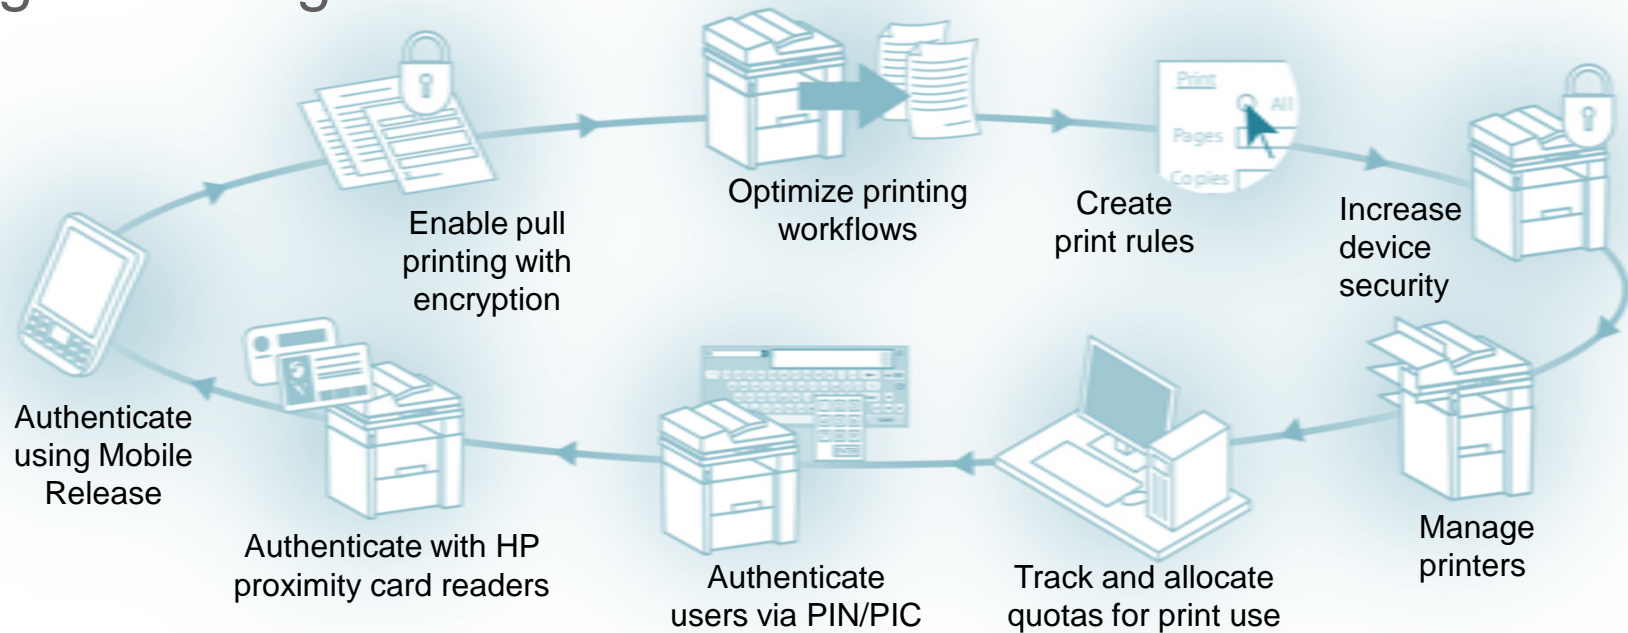 Print
All
Pages
Copies
Enable pull
printing with
encryption
Optimize printing
workflows
Create
print rules
Increase
device
security
Manage
printers
Track and allocate
quotas for print use
Authenticate
users via PIN/PIC
Authenticate with HP
proximity card readers
Authenticate
using Mobile
Release